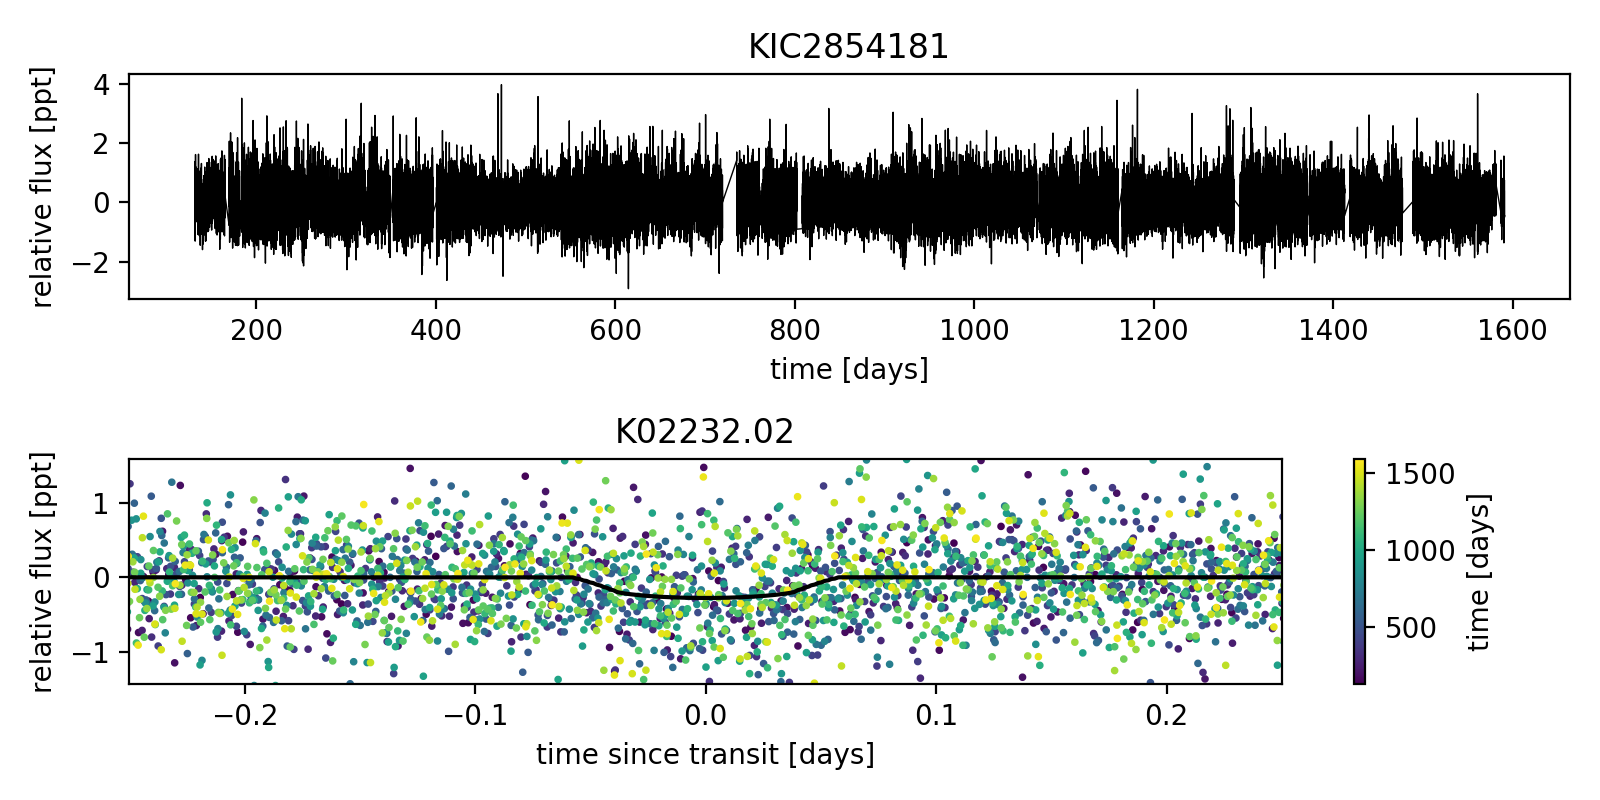 KIC2854181
relative flux [ppt]
4
2
0
−2
200 400 600 800 1000 1200 1400 1600
time [days]
K02232.02
relative flux [ppt]
1
0
−1
−0.2 −0.1 0.0 0.1 0.2
time since transit [days]
1500
1000
500
time [days]